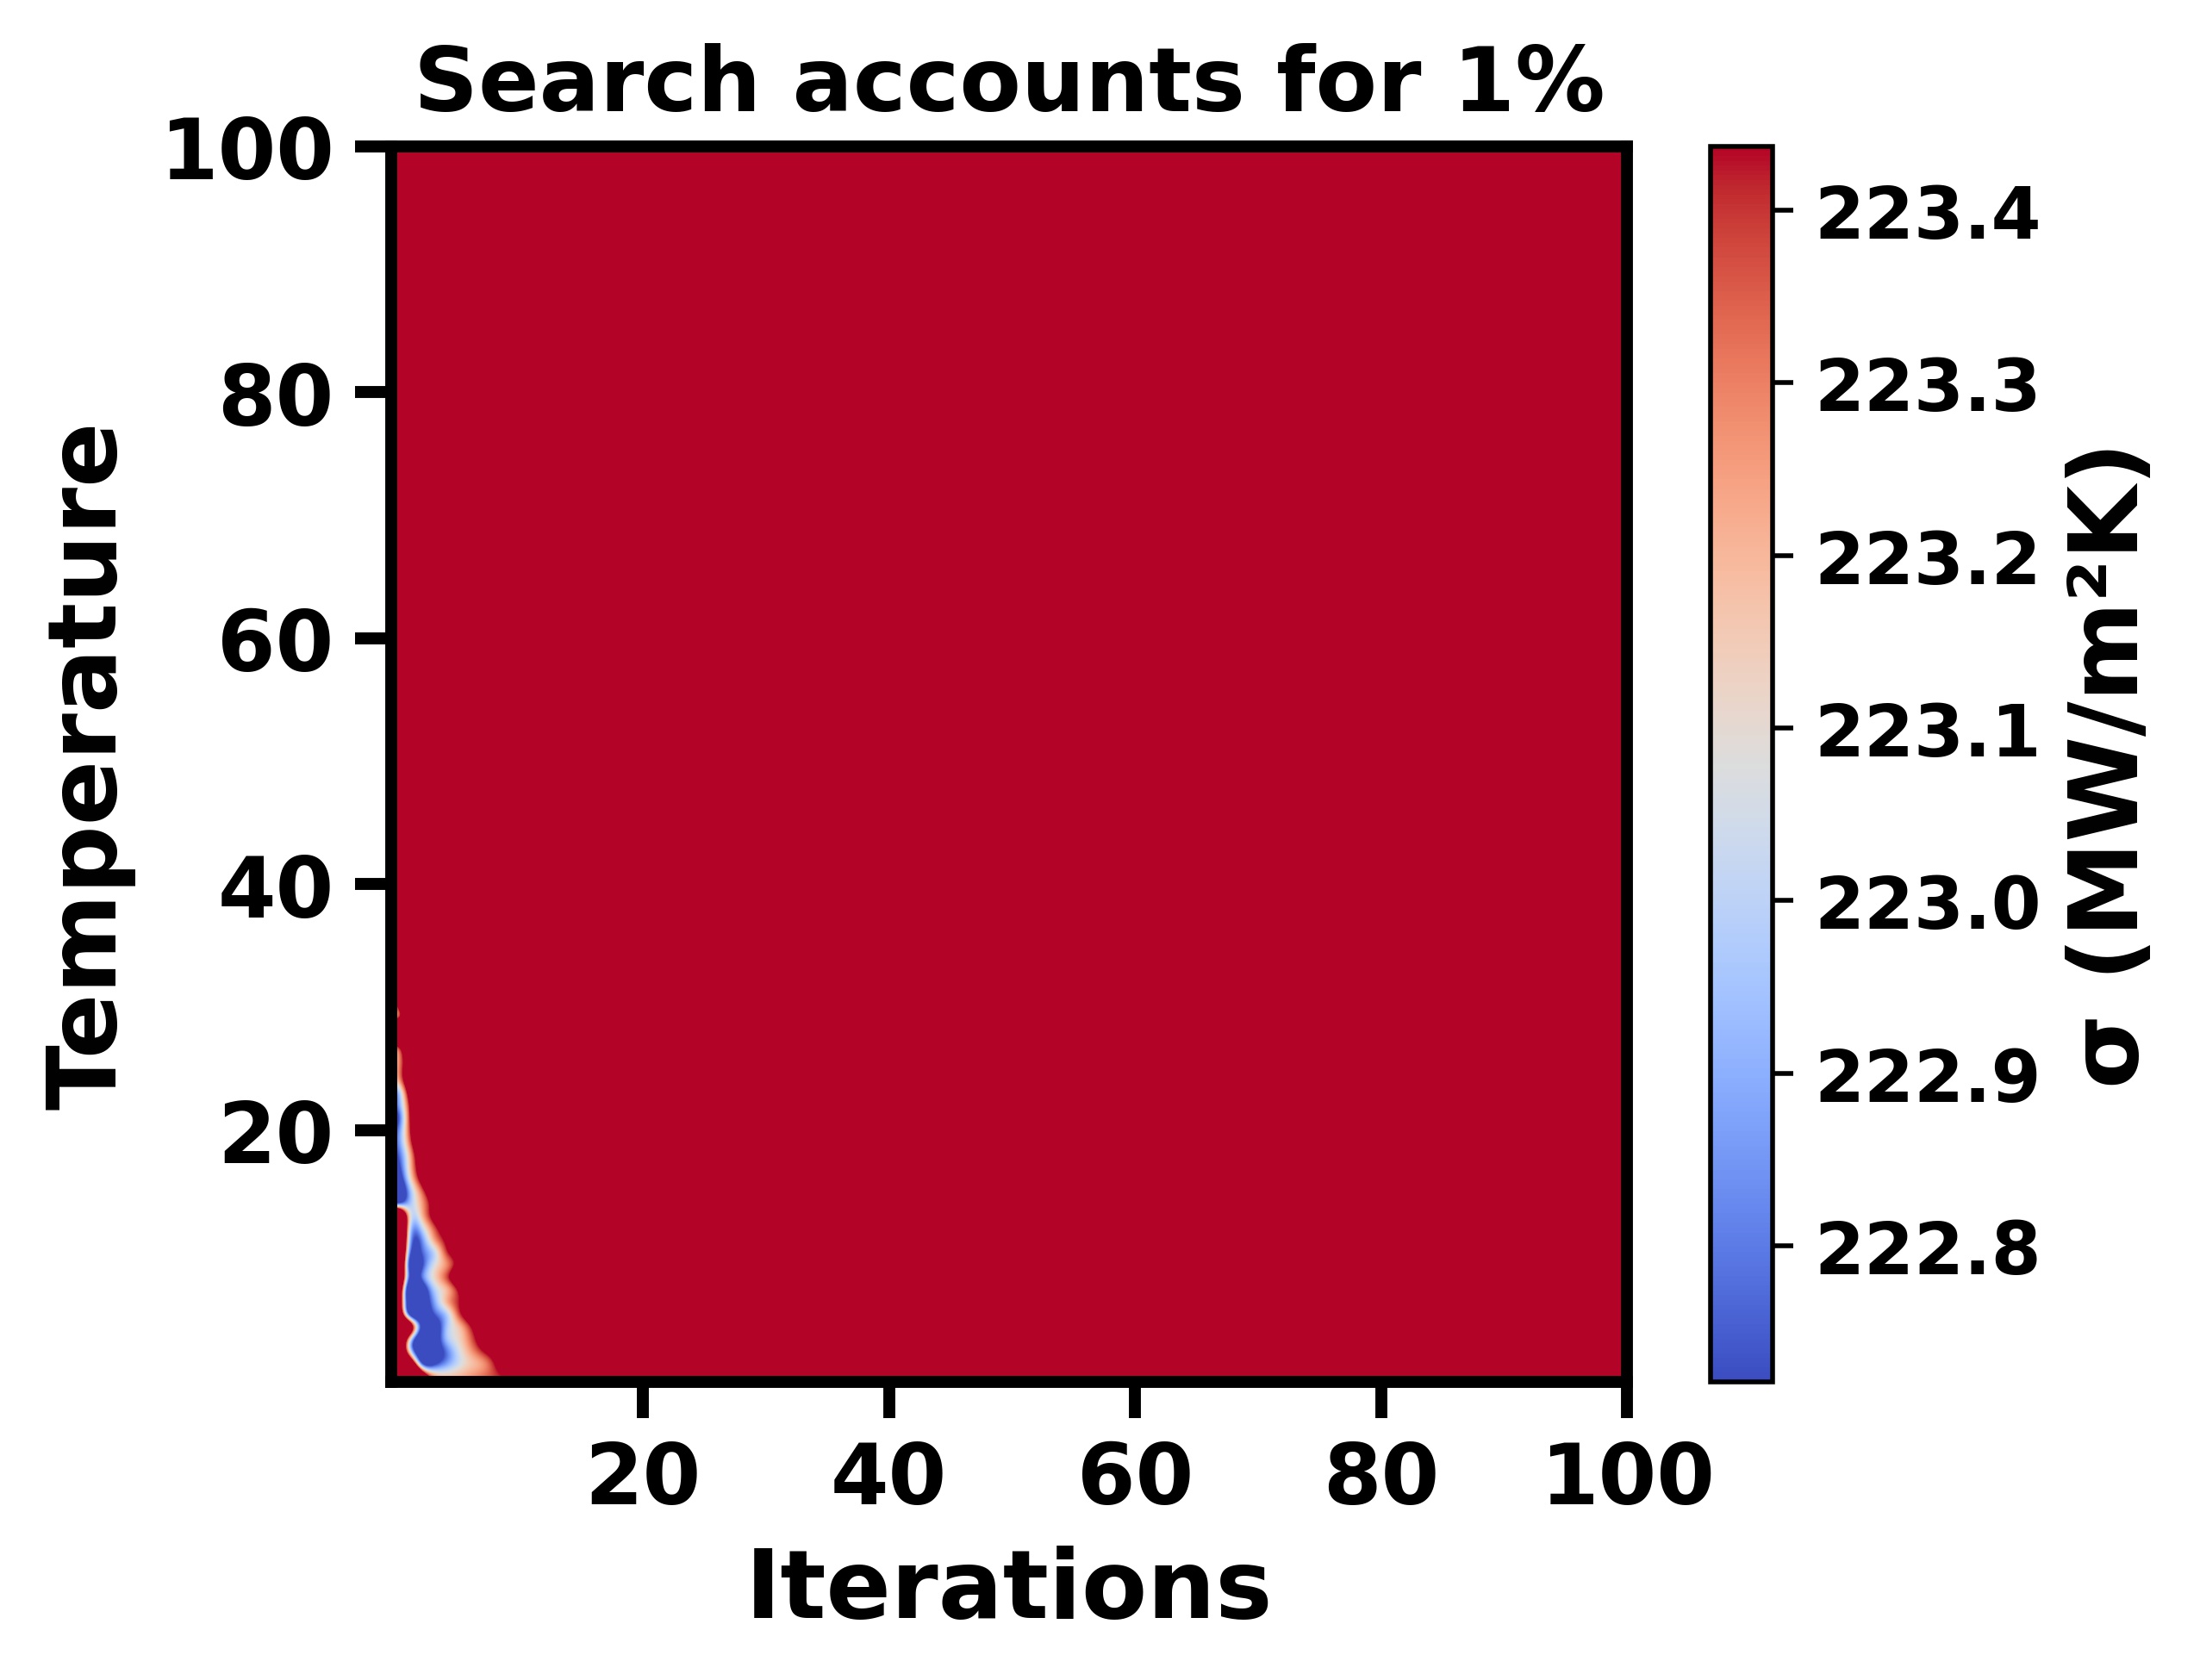 Search accounts for 1%
100
80
60
40
20
Temperature
20 40 60 80 100
Iterations
223.4
223.3
223.2
223.1
223.0
222.9
222.8
σ (MW/m²K)